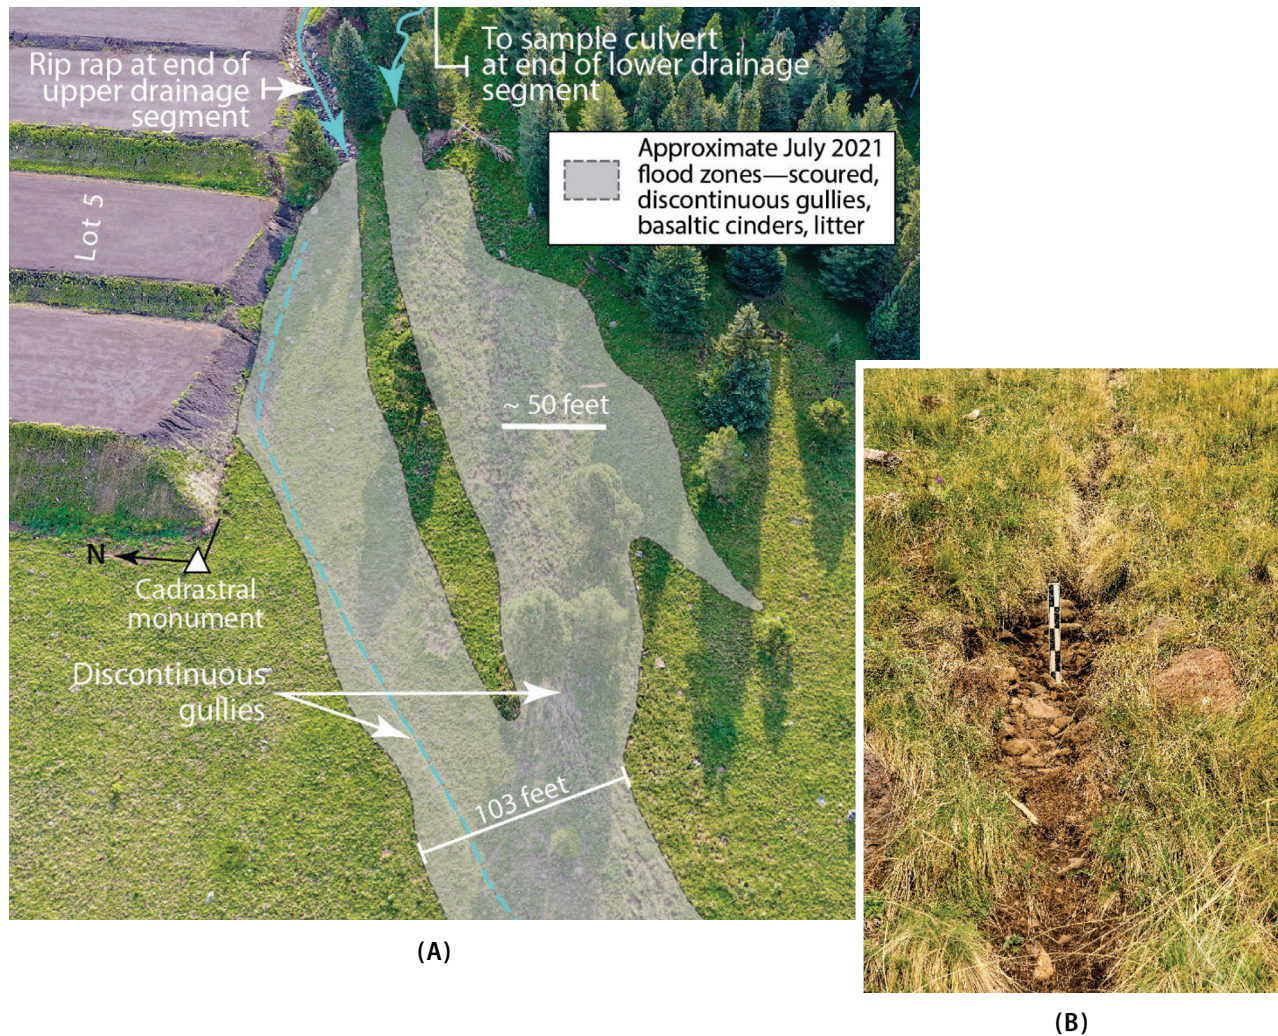 Rip rap at end of
upper drainage
segment
To sample culvert
at end of lower drainage
segment
Approximate July 2021
flood zones—scoured,
discontinuous gullies,
basaltic cinders, litter
Lot 5
~ 50 feet
N
Cadrastral
monument
Discontinuous
gullies
103 feet
(A)
(B)